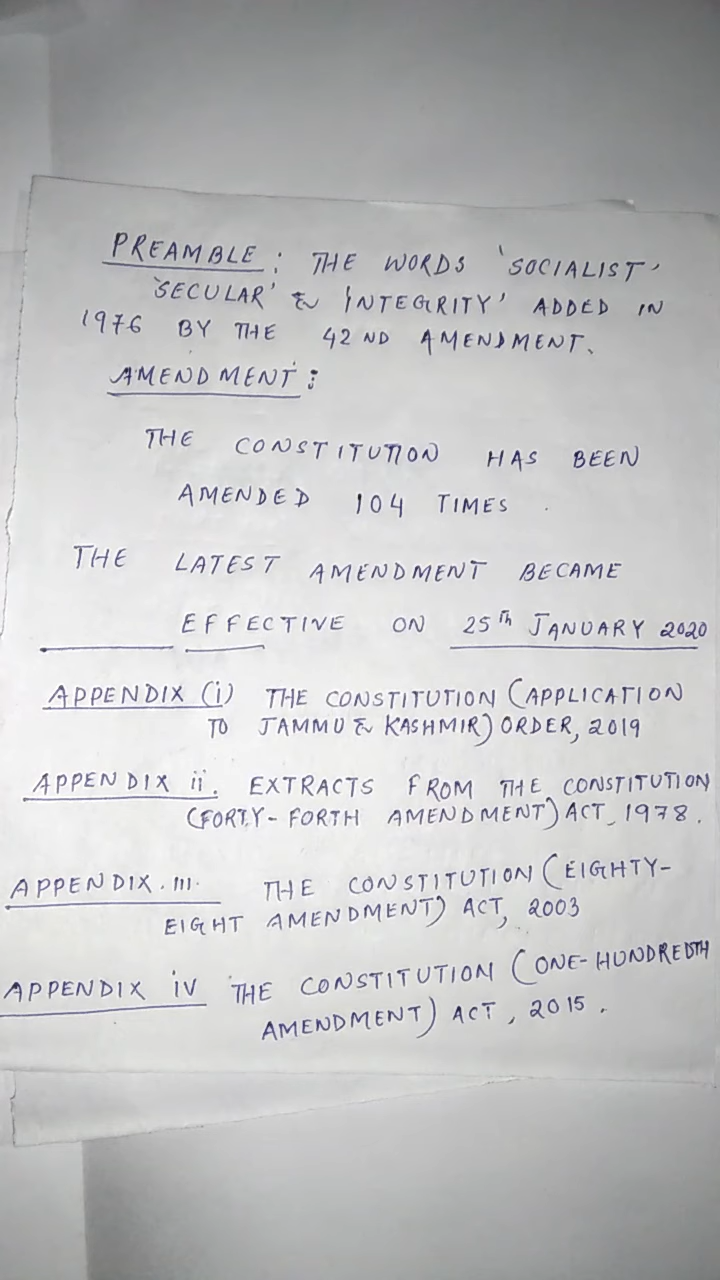 PREAMBLE : THE WORDS 'SOCIALIST'
'SECULAR' & 'INTEGRITY' ADDED IN
1976 BY THE 42 ND AMENDMENT.
AMENDMENT :
THE CONSTITUTION HAS BEEN
AMENDED 104 TIMES .
THE LATEST AMENDMENT BECAME
EFFECTIVE ON 25Th JANUARY 2020
APPENDIX (i) THE CONSTITUTION (APPLICATION
TO JAMMU & KASHMIR) ORDER, 2019
APPENDIX ii. EXTRACTS FROM THE CONSTITUTION
(FORTY-FORTH AMENDMENT) ACT, 1978.
APPENDIX.III. THE CONSTITUTION (EIGHTY-
EIGHT AMENDMENT) ACT, 2003
APPENDIX iV THE CONSTITUTION (ONE-HUNDREDTH
AMENDMENT) ACT, 2015.